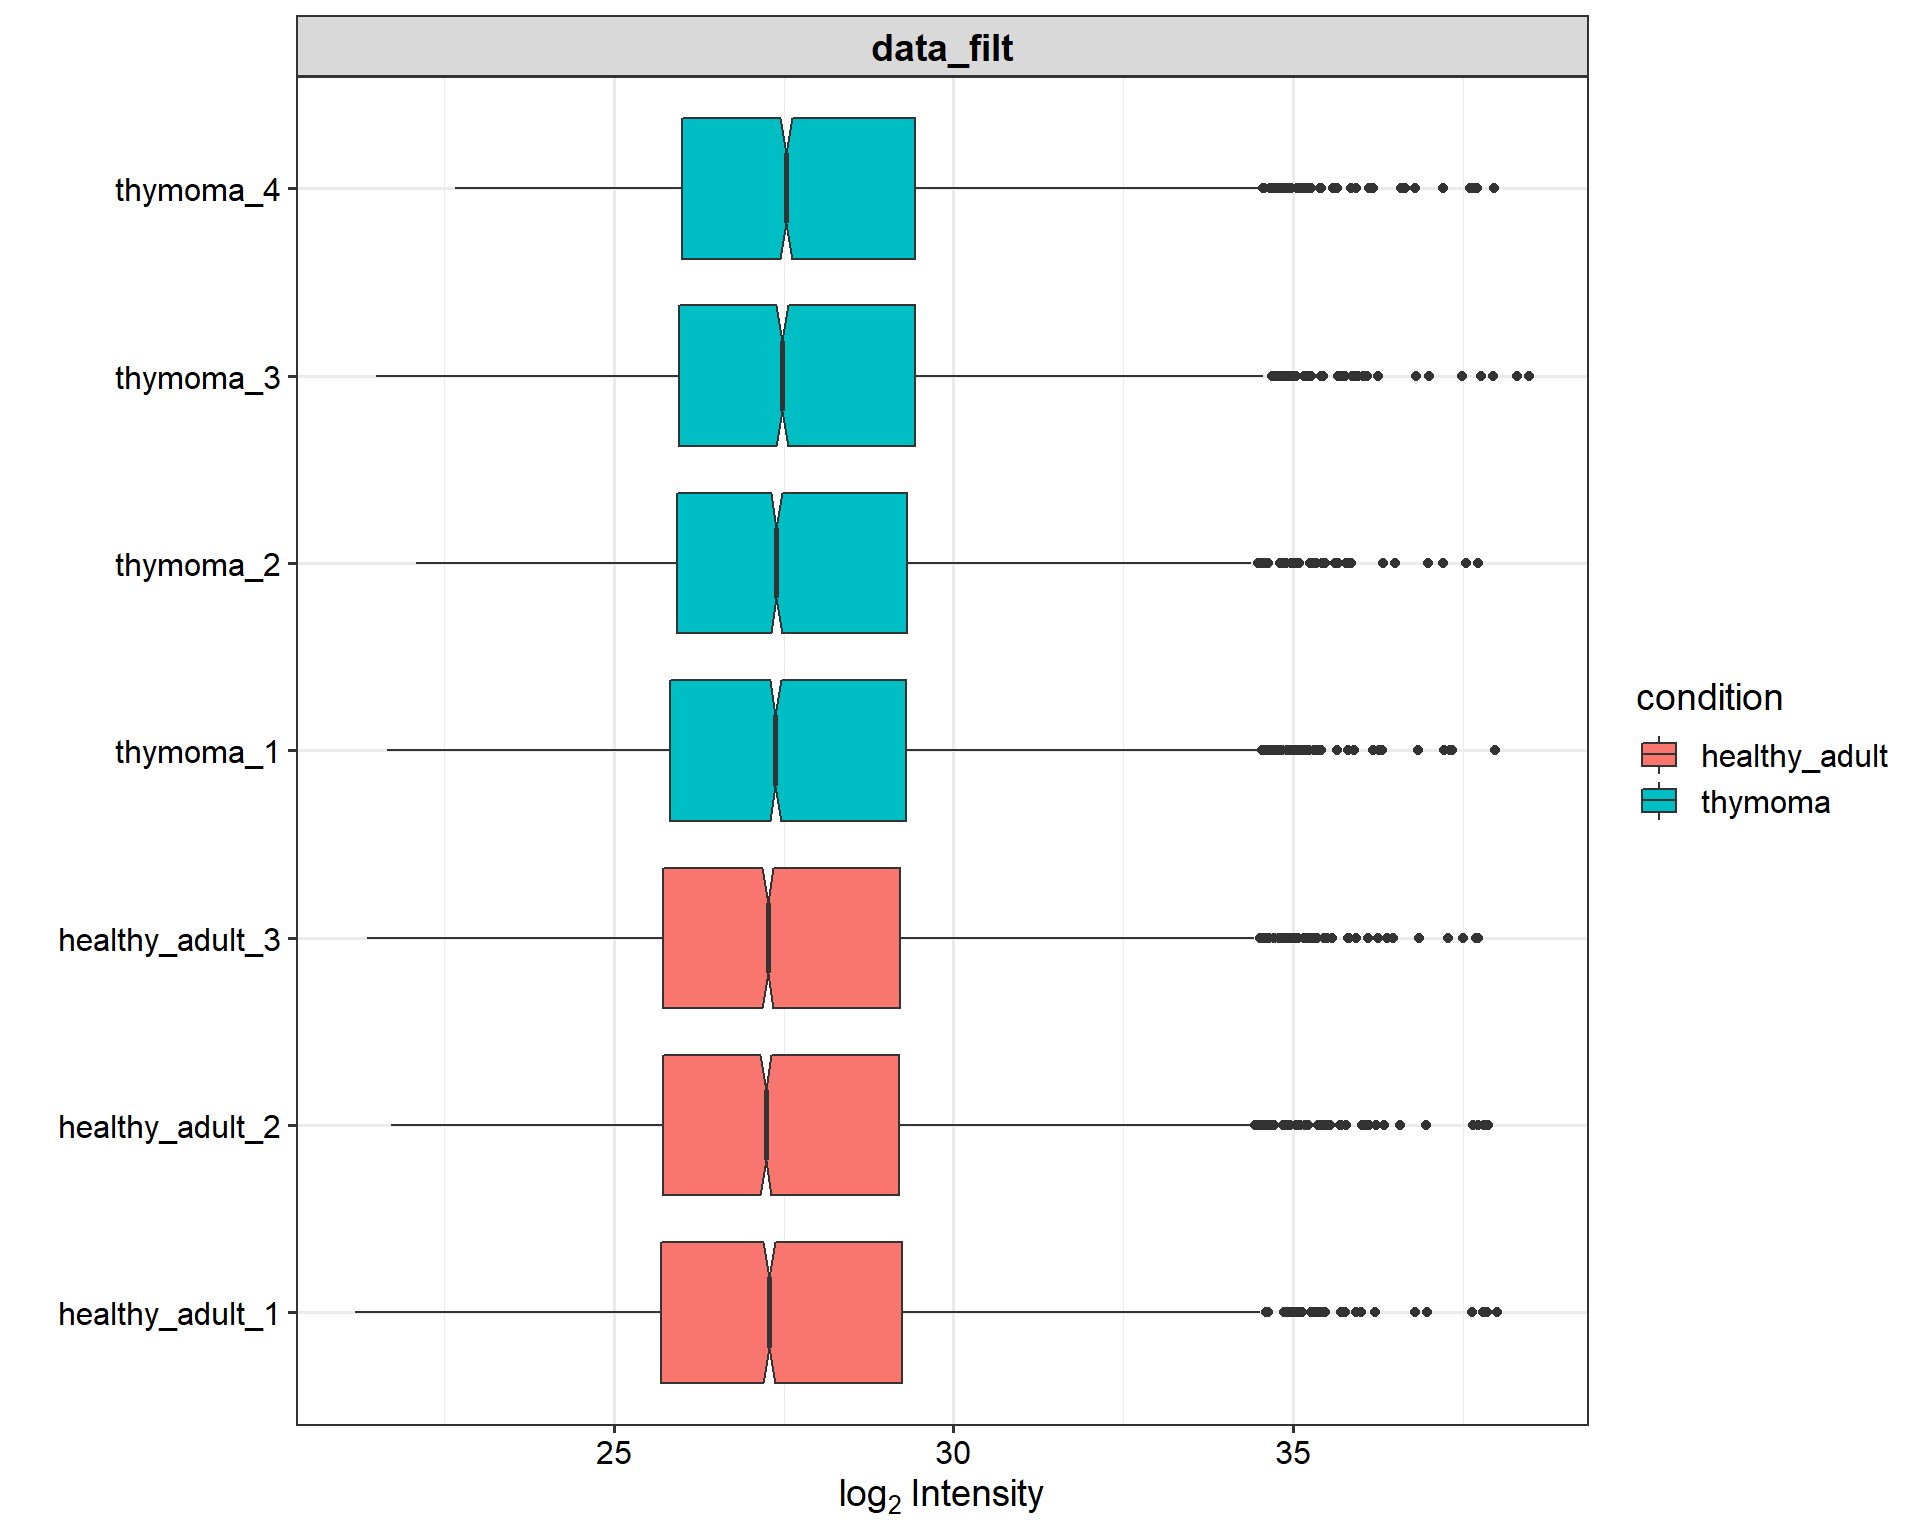 data_filt
thymoma_4
thymoma_3
thymoma_2
thymoma_1
healthy_adult_3
healthy_adult_2
healthy_adult_1
25 30 35
log₂ Intensity
condition
healthy_adult
thymoma